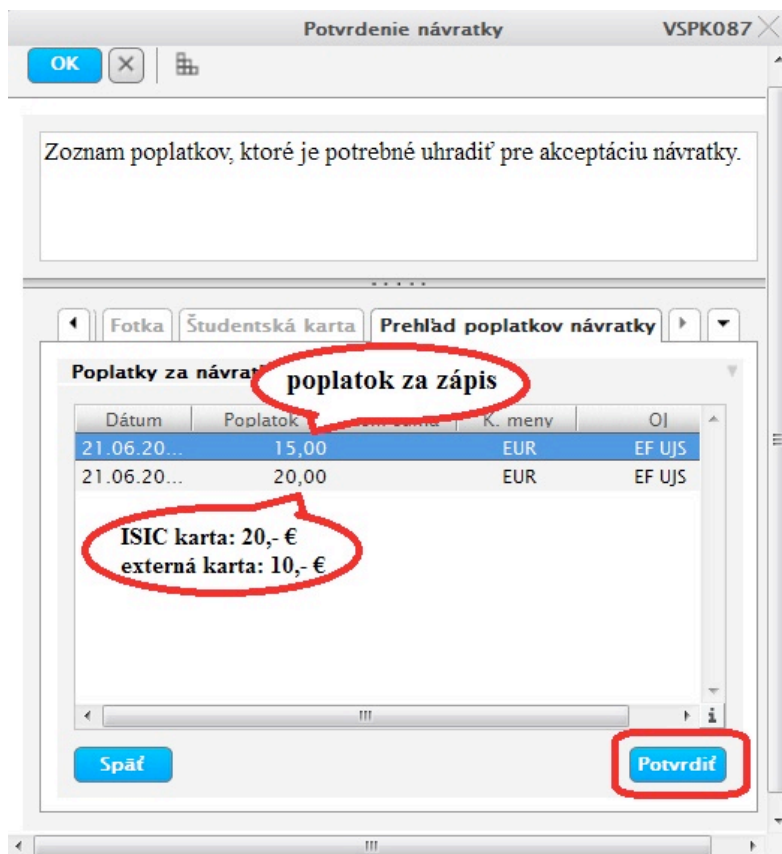 Potvrdenie návratky VSPK087
OK
Zoznam poplatkov, ktoré je potrebné uhradiť pre akceptáciu návratky.
Fotka Študentská karta Prehľad poplatkov návratky
Poplatky za
poplatok za zápis
Dátum Poplatok K. meny OJ
21.06.20... 15,00 EUR EF UJS
21.06.20... 20,00 EUR EF UJS
ISIC karta: 20,- €
externá karta: 10,- €
Späť Potvrdiť